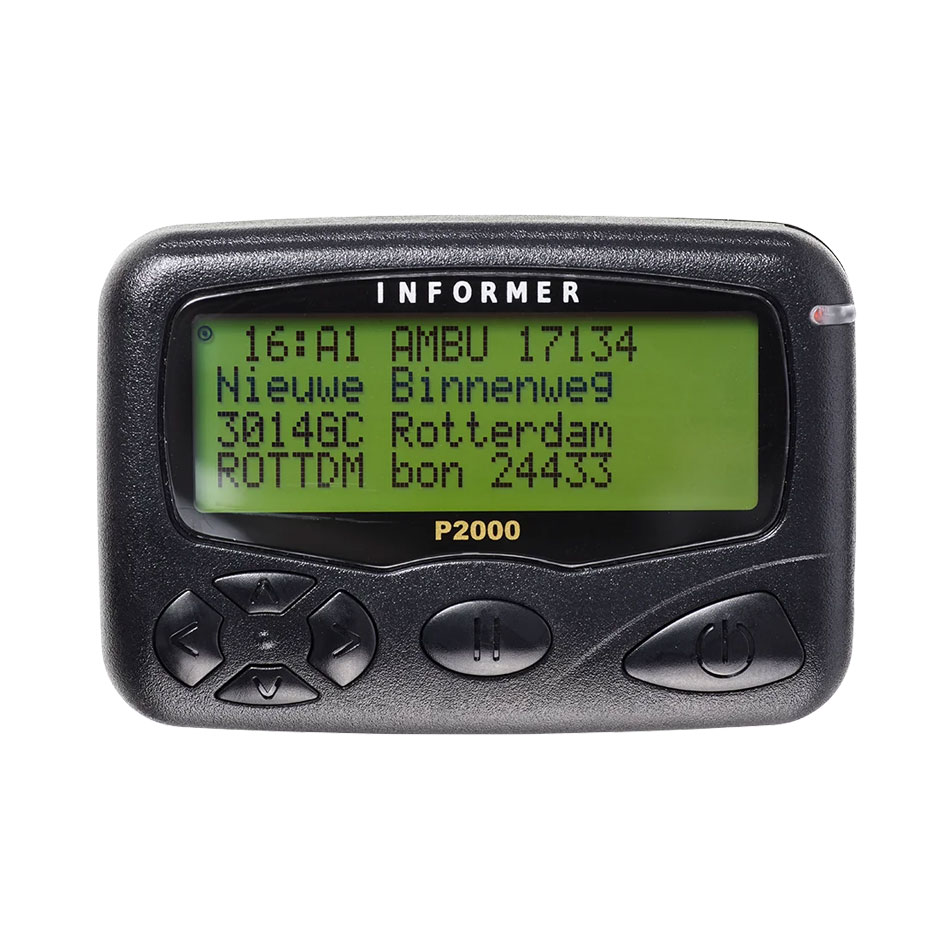 INFORMER
16:A1 AMBU 17134
Nieuwe Binnenweg
3014GC Rotterdam
ROTTDM bon 24433
P2000